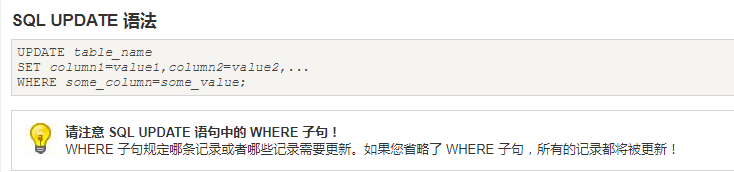 SQL UPDATE 语法
UPDATE table_name
SET column1=value1,column2=value2,...
WHERE some_column=some_value;
请注意 SQL UPDATE 语句中的 WHERE 子句！
WHERE 子句规定哪条记录或者哪些记录需要更新。如果您省略了 WHERE 子句，所有的记录都将被更新！